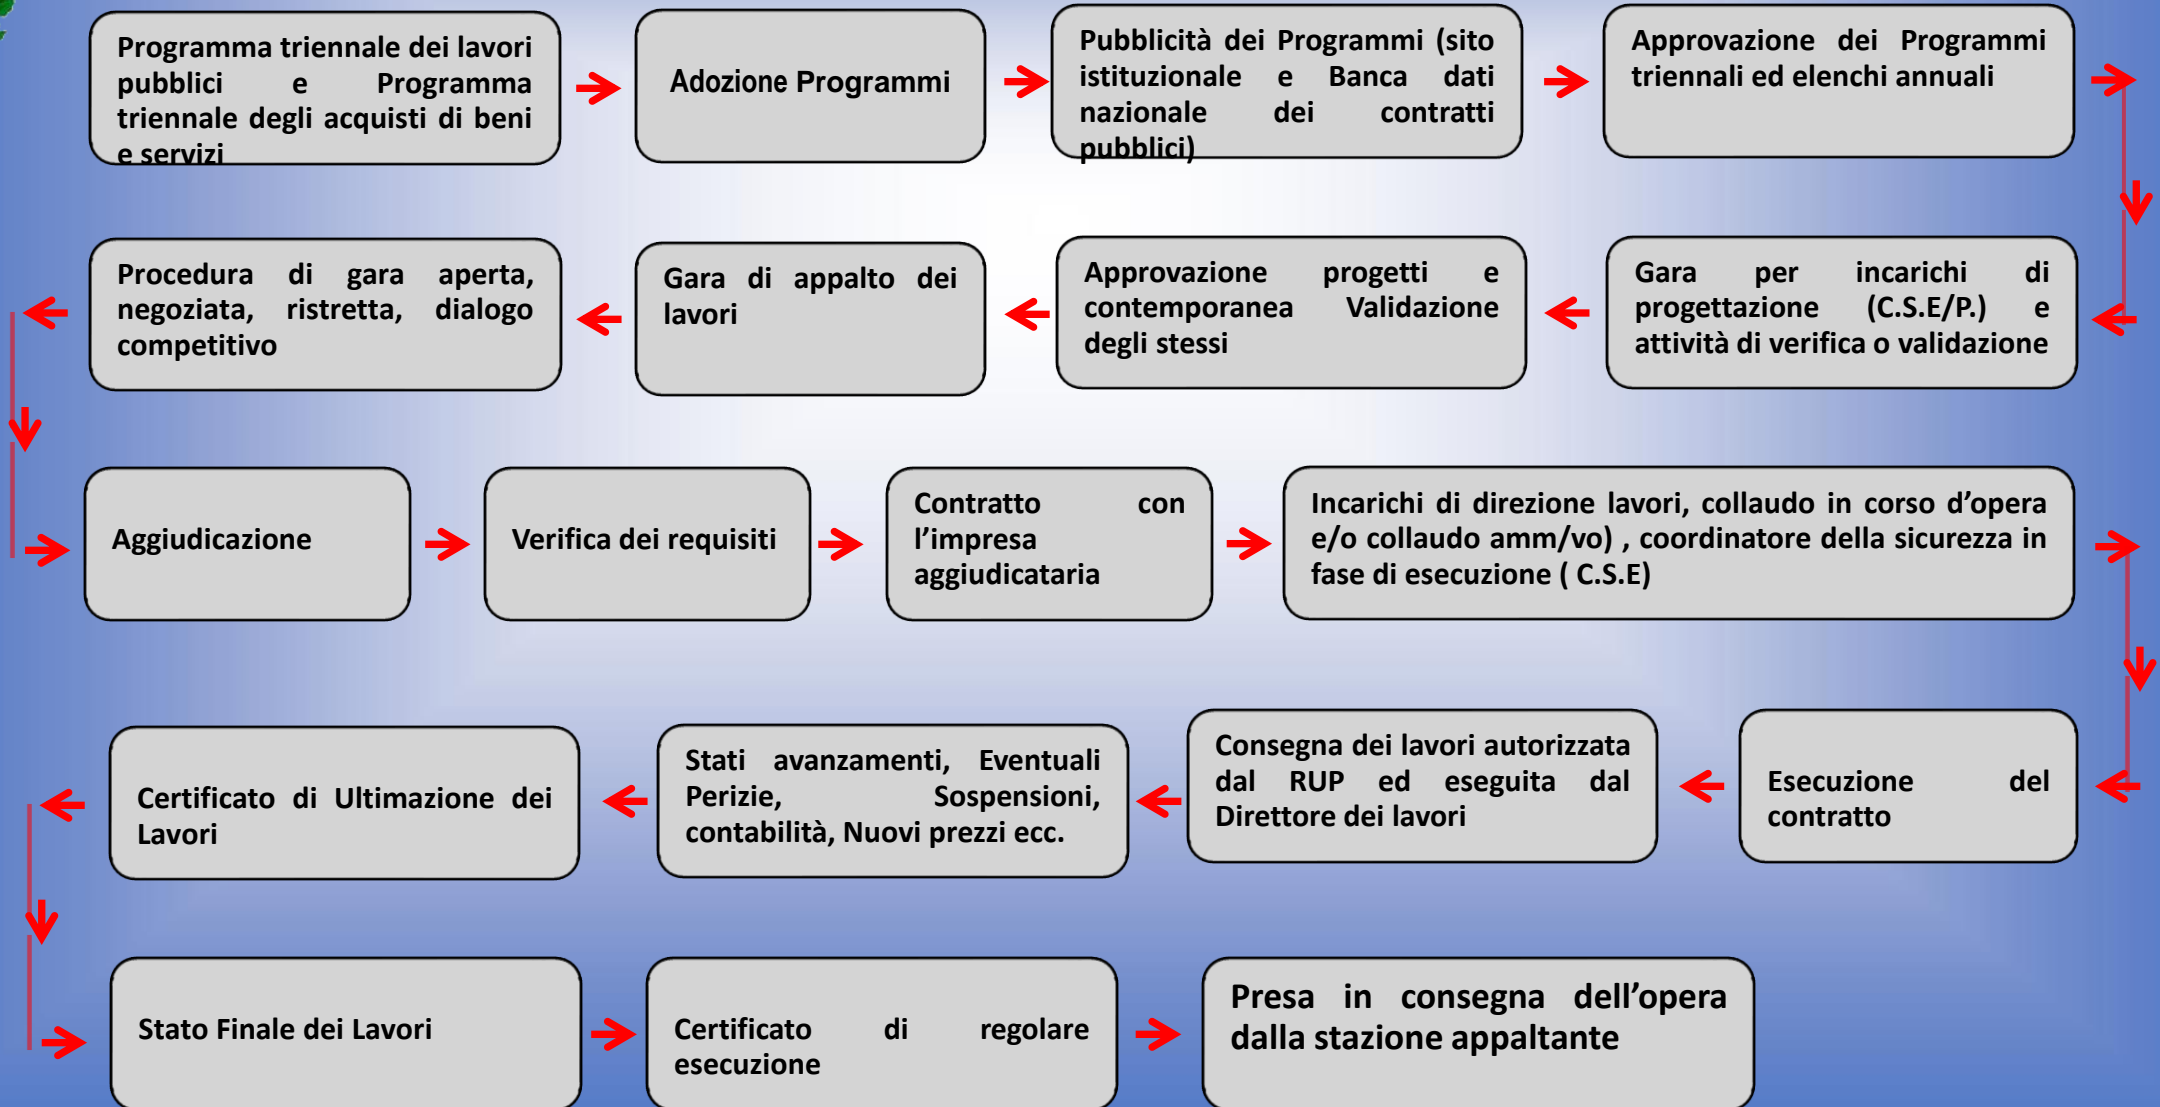 Programma triennale dei lavori
pubblici e Programma
triennale degli acquisti di beni
e servizi
Adozione Programmi
Pubblicità dei Programmi (sito
istituzionale e Banca dati
nazionale dei contratti
pubblici)
Approvazione dei Programmi
triennali ed elenchi annuali
Gara per incarichi di
progettazione (C.S.E/P.) e
attività di verifica o validazione
Approvazione progetti e
contemporanea Validazione
degli stessi
Gara di appalto dei
lavori
Procedura di gara aperta,
negoziata, ristretta, dialogo
competitivo
Aggiudicazione
Verifica dei requisiti
Contratto con
l’impresa
aggiudicataria
Incarichi di direzione lavori, collaudo in corso d’opera
e/o collaudo amm/vo) , coordinatore della sicurezza in
fase di esecuzione ( C.S.E)
Esecuzione del
contratto
Consegna dei lavori autorizzata
dal RUP ed eseguita dal
Direttore dei lavori
Stati avanzamenti, Eventuali
Perizie, Sospensioni,
contabilità, Nuovi prezzi ecc.
Certificato di Ultimazione dei
Lavori
Stato Finale dei Lavori
Certificato di regolare
esecuzione
Presa in consegna dell’opera
dalla stazione appaltante